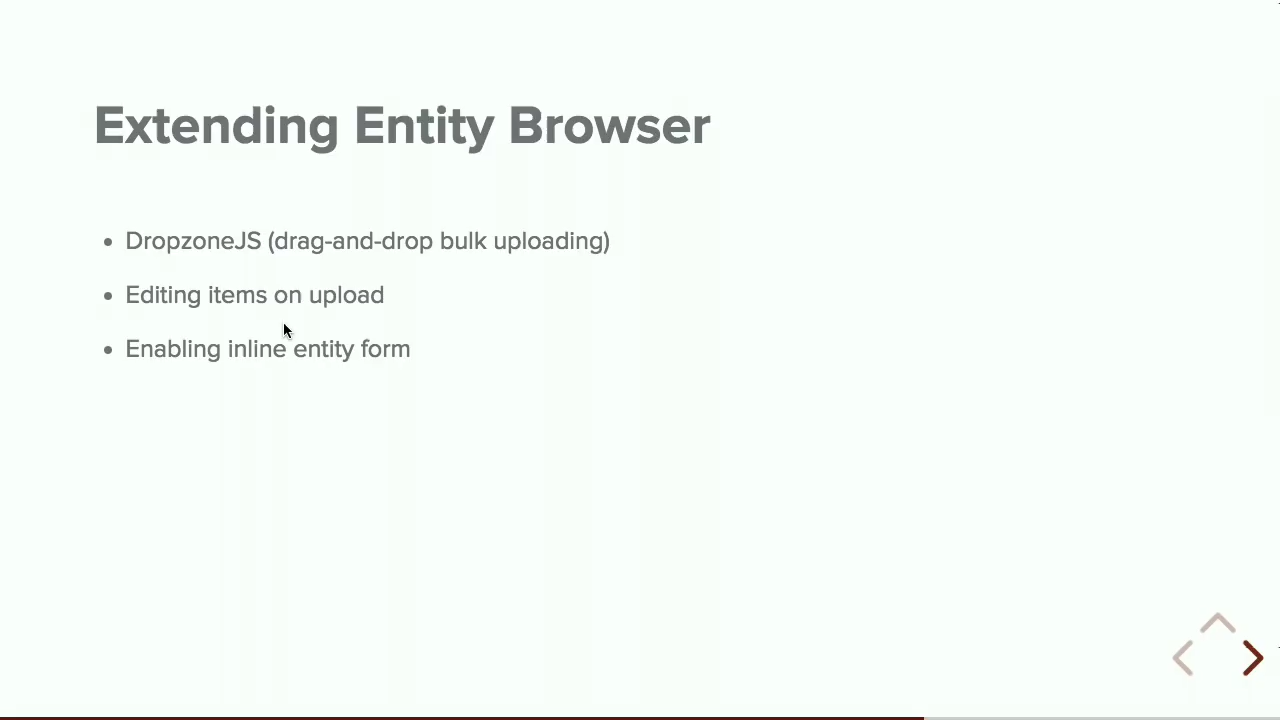 Extending Entity Browser
• DropzoneJS (drag-and-drop bulk uploading)
• Editing items on upload
• Enabling inline entity form